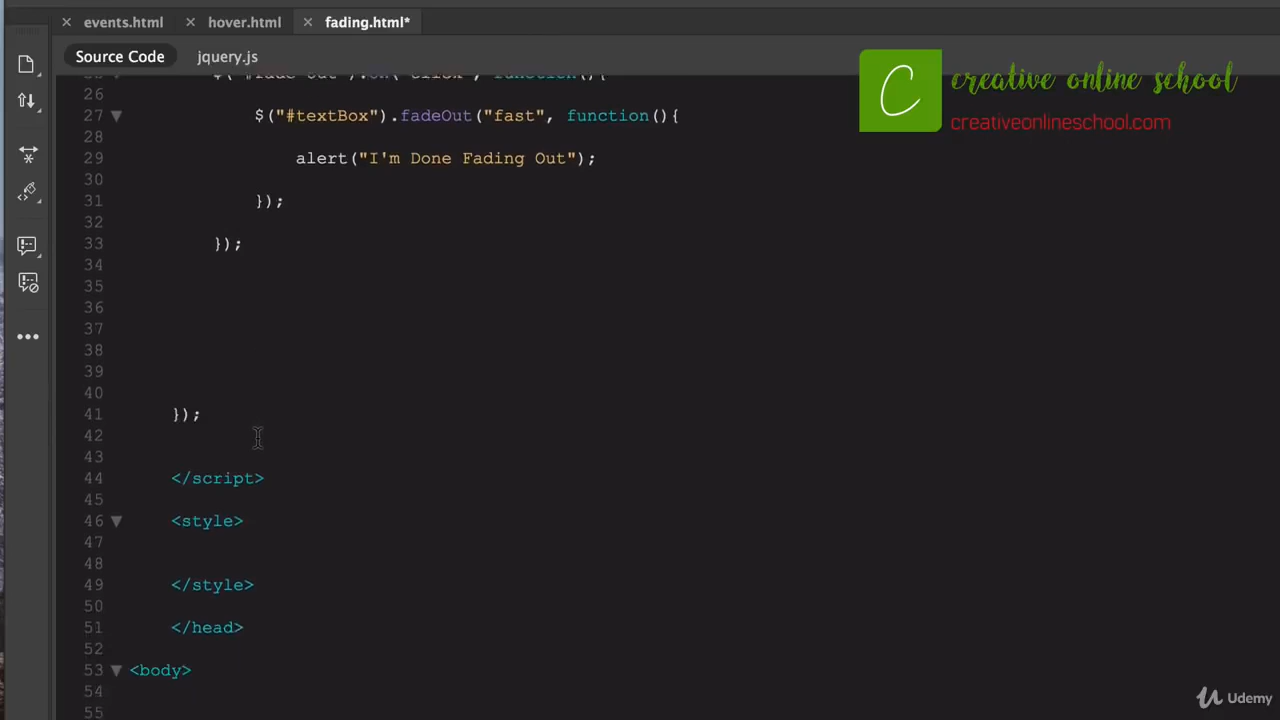 events.html hover.html fading.html*
Source Code jquery.js
creative online school
creativeonlineschool.com
26
27 $("#textBox").fadeOut("fast", function(){
28
29 alert("I'm Done Fading Out");
30
31 });
32
33 });
34
35
36
37
38
39
40
41 });
42
43
44 </script>
45
46 <style>
47
48
49 </style>
50
51 </head>
52
53 <body>
54
55
Udemy